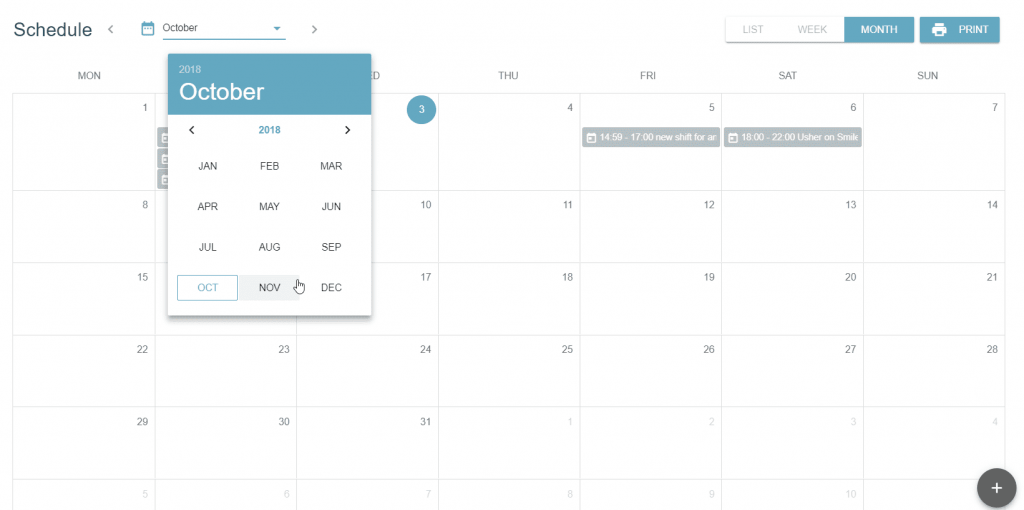 Schedule
October
LIST
WEEK
MONTH
PRINT
MON
D
THU
FRI
SAT
SUN
2018
October
2018
JAN
FEB
MAR
APR
MAY
JUN
JUL
AUG
SEP
OCT
NOV
DEC
1
3
4
5
6
7
14:59 - 17:00 new shift for ar
18:00 - 22:00 Usher on Smile
8
10
11
12
13
14
15
17
18
19
20
21
22
23
24
25
26
27
28
29
30
31
1
2
3
4
5
6
7
8
9
10